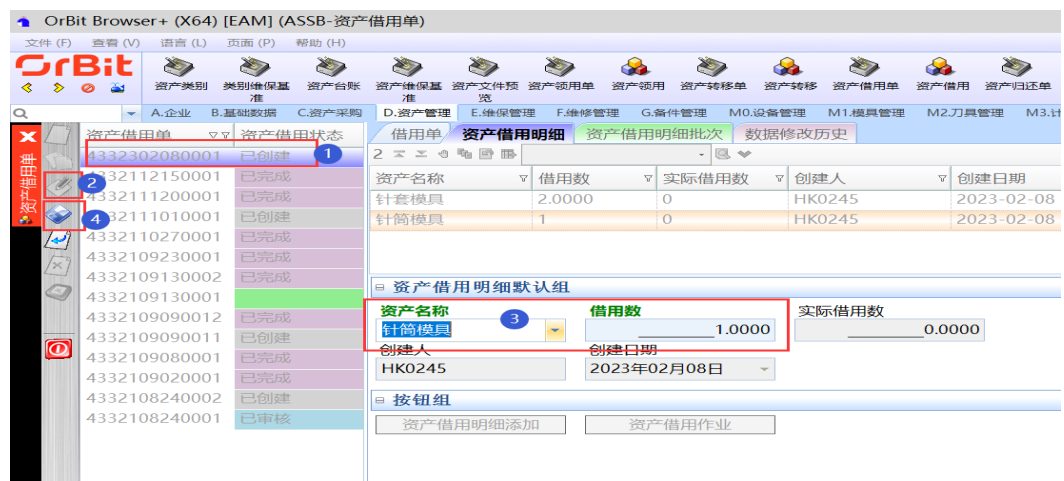 OrBit Browser+ (X64) [EAM] (ASSB-资产借用单)
文件 (F) 查看 (V) 语言 (L) 页面 (P) 帮助 (H)
OrBit 资产类别 类别维保基准 资产台账 资产维保基准 资产文件预览 资产领用单 资产领用 资产转移单 资产转移 资产借用单 资产借用 资产归还单
A.企业 B.基础数据 C.资产采购 D.资产管理 E.维保管理 F.维修管理 G.备件管理 M0.设备管理 M1.模具管理 M2.刀具管理 M3.计
资产借用单
资产借用单 资产借用状态
4332302080001 已创建 1
4332112150001 已完成
2
4332111200001 已完成
4332111010001 已创建
4
4332110270001 已完成
4332109230001 已完成
4332109130002 已完成
4332109130001
4332109090012 已完成
4332109090011 已创建
4332109080001 已完成
4332109020001 已完成
4332108240002 已创建
4332108240001 已审核
借用单 资产借用明细 资产借用明细批次 数据修改历史
2
资产名称 借用数 实际借用数 创建人 创建日期
针套模具 2.0000 0 HK0245 2023-02-08
针筒模具 1 0 HK0245 2023-02-08
资产借用明细默认组
资产名称 借用数 实际借用数
针筒模具 3 1.0000 0.0000
创建人 创建日期
HK0245 2023年02月08日
按钮组
资产借用明细添加 资产借用作业